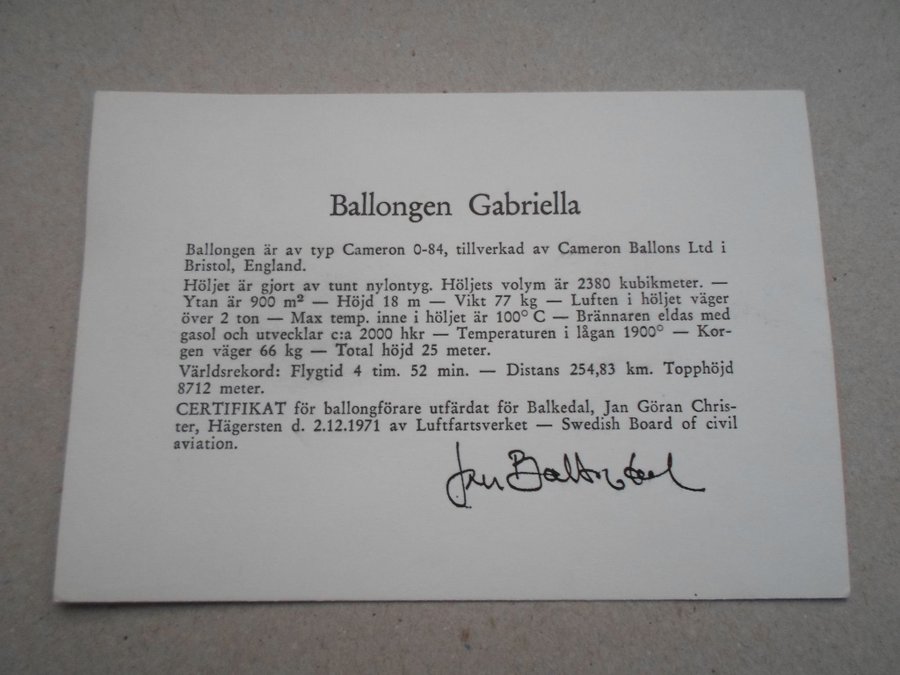 Ballongen Gabriella
Ballongen är av typ Cameron 0-84, tillverkad av Cameron Ballons Ltd i
Bristol, England.
Höljet är gjort av tunt nylontyg. Höljets volym är 2380 kubikmeter. —
Ytan är 900 m² — Höjd 18 m — Vikt 77 kg — Luften i höljet väger
över 2 ton — Max temp. inne i höljet är 100° C — Brännaren eldas med
gasol och utvecklar c:a 2000 hkr — Temperaturen i lågan 1900° — Kor-
gen väger 66 kg — Total höjd 25 meter.
Världsrekord: Flygtid 4 tim. 52 min. — Distans 254,83 km. Topphöjd
8712 meter.
CERTIFIKAT för ballongförare utfärdat för Balkedal, Jan Göran Chris-
ter, Hägersten d. 2.12.1971 av Luftfartsverket — Swedish Board of civil
aviation.
Jan